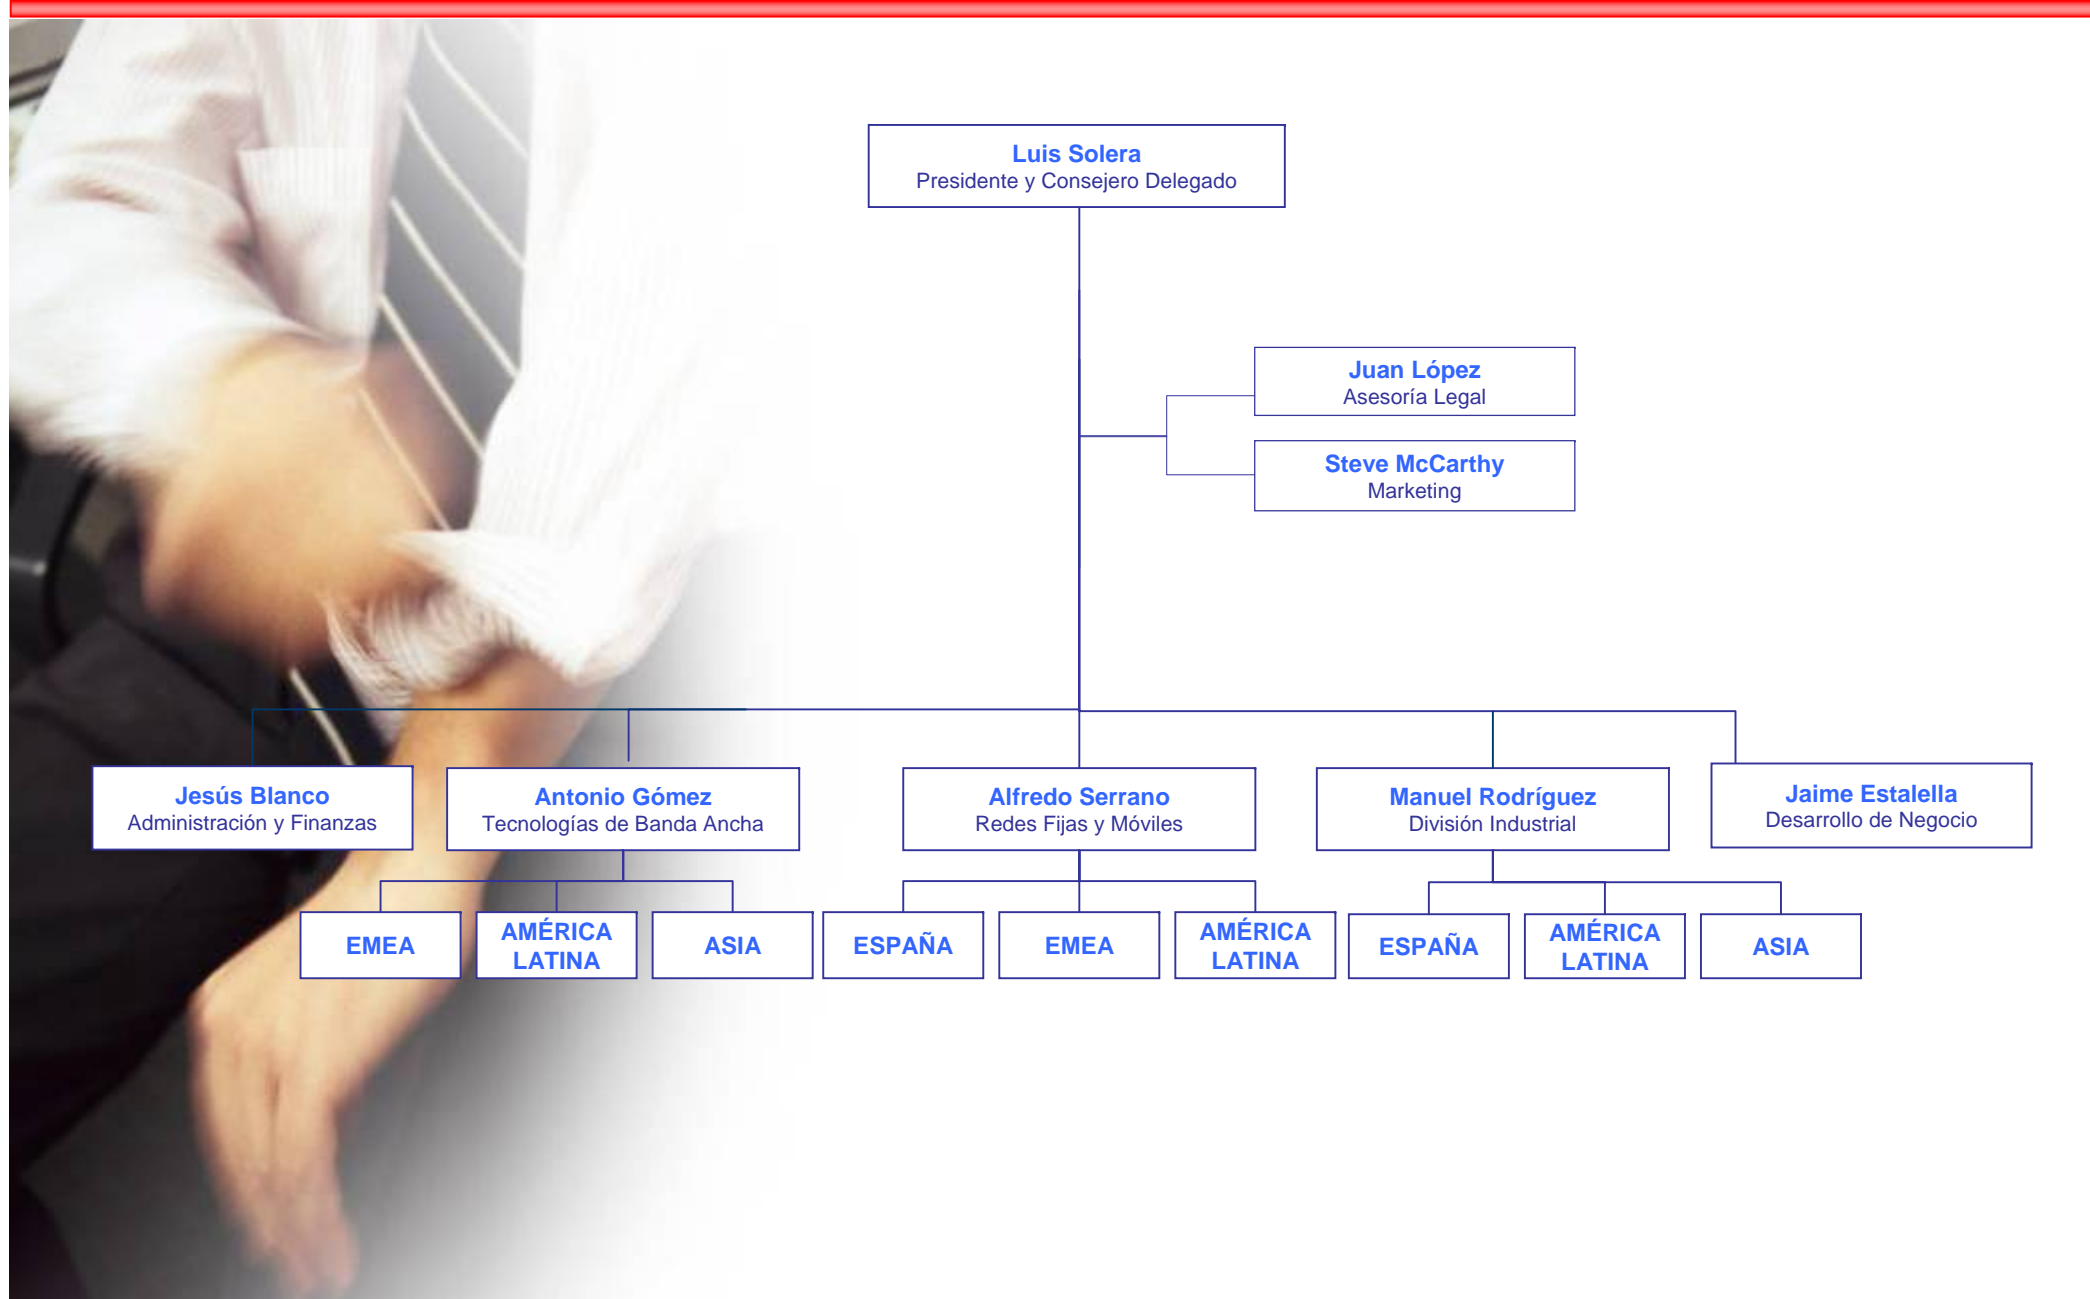 Luis Solera
Presidente y Consejero Delegado
Juan López
Asesoría Legal
Steve McCarthy
Marketing
Jesús Blanco
Administración y Finanzas
Antonio Gómez
Tecnologías de Banda Ancha
Alfredo Serrano
Redes Fijas y Móviles
Manuel Rodríguez
División Industrial
Jaime Estalella
Desarrollo de Negocio
EMEA
AMÉRICA
LATINA
ASIA
ESPAÑA
EMEA
AMÉRICA
LATINA
ESPAÑA
AMÉRICA
LATINA
ASIA